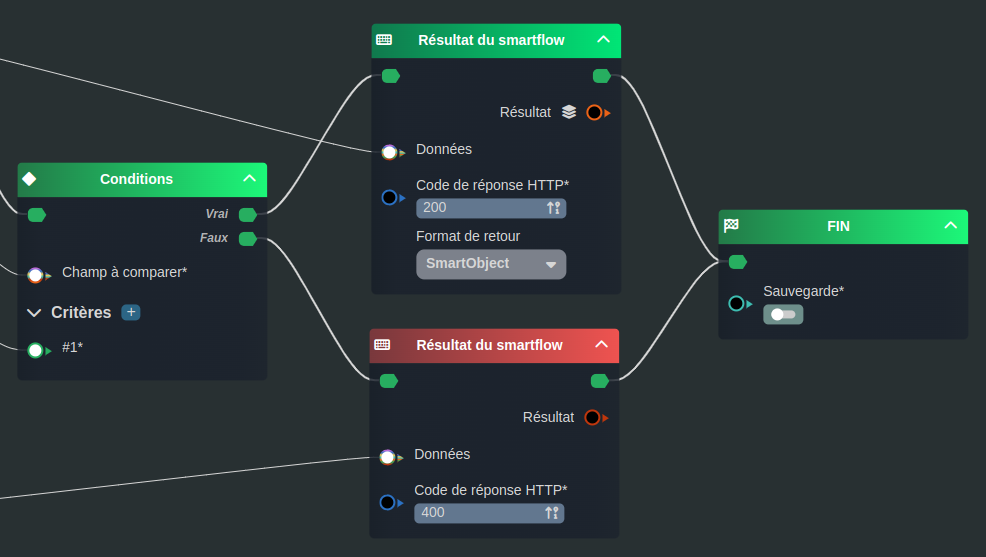 Résultat du smartflow
Résultat
Données
Code de réponse HTTP*
200
Format de retour
SmartObject
Conditions
Vrai
Faux
Champ à comparer*
Critères +
#1*
FIN
Sauvegarde*
Résultat du smartflow
Résultat
Données
Code de réponse HTTP*
400